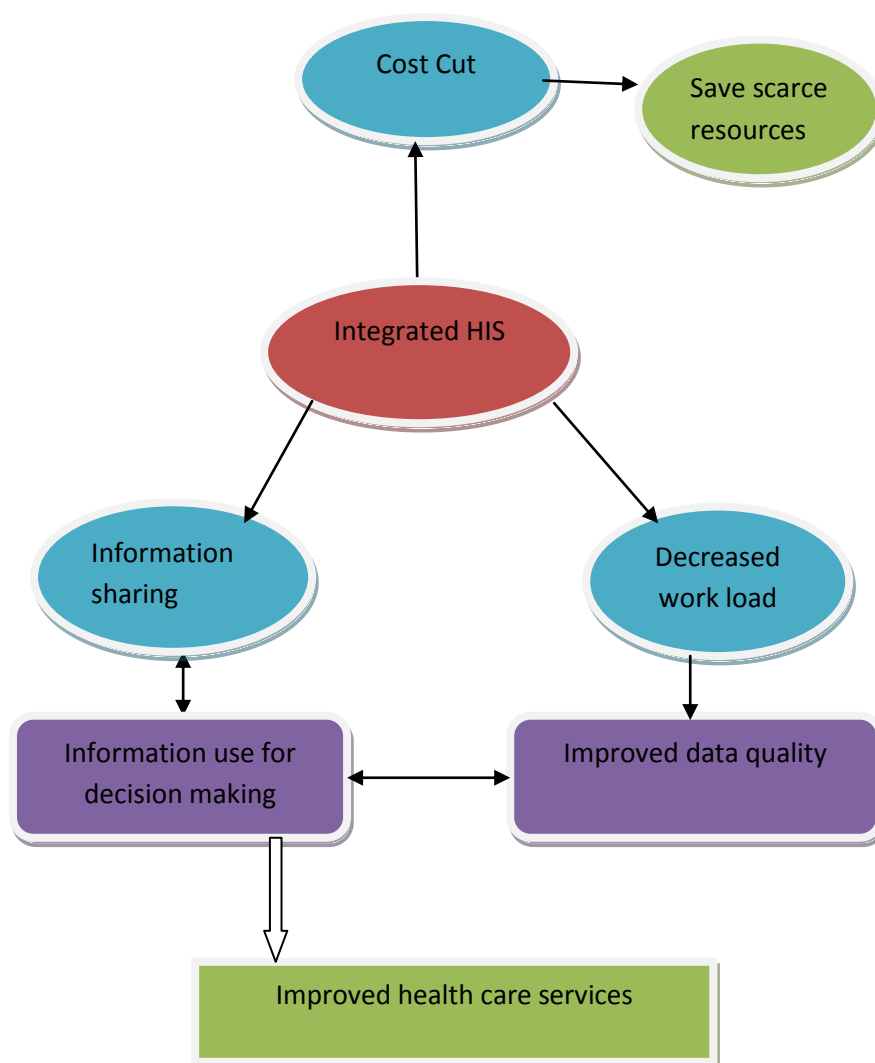 Cost Cut
Save scarce
resources
Integrated HIS
Information
sharing
Decreased
work load
Information use for
decision making
Improved data quality
Improved health care services